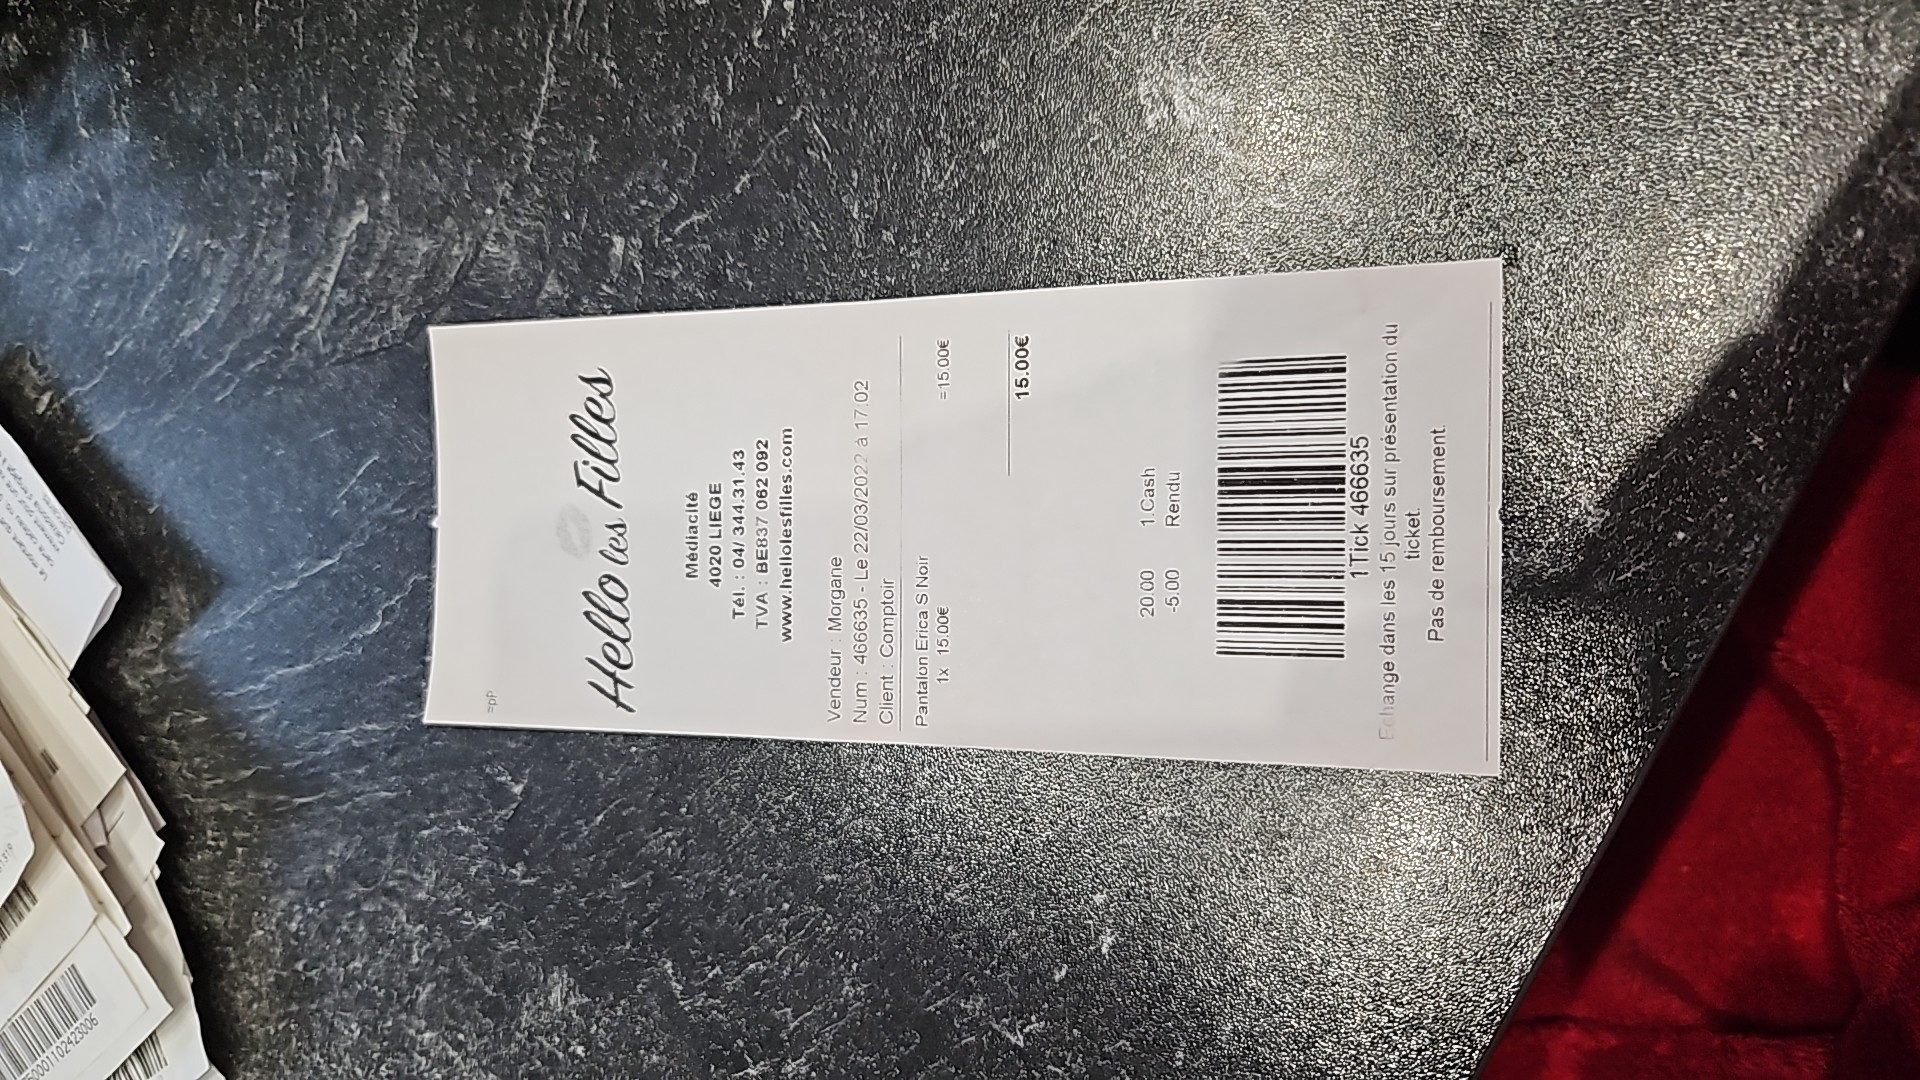 =pP
Hello les Filles
Médiacité
4020 LIEGE
Tél. : 04/ 344.31.43
TVA : BE837 062 092
www.hellolesfilles.com
Vendeur : Morgane
Num : 466635 - Le 22/03/2022 à 17:02
Client : Comptoir
Pantalon Erica S Noir
1x 15.00€ =15.00€
15.00€
20.00 1.Cash
-5.00 Rendu
1Tick 466635
Echange dans les 15 jours sur présentation du
ticket.
Pas de remboursement.